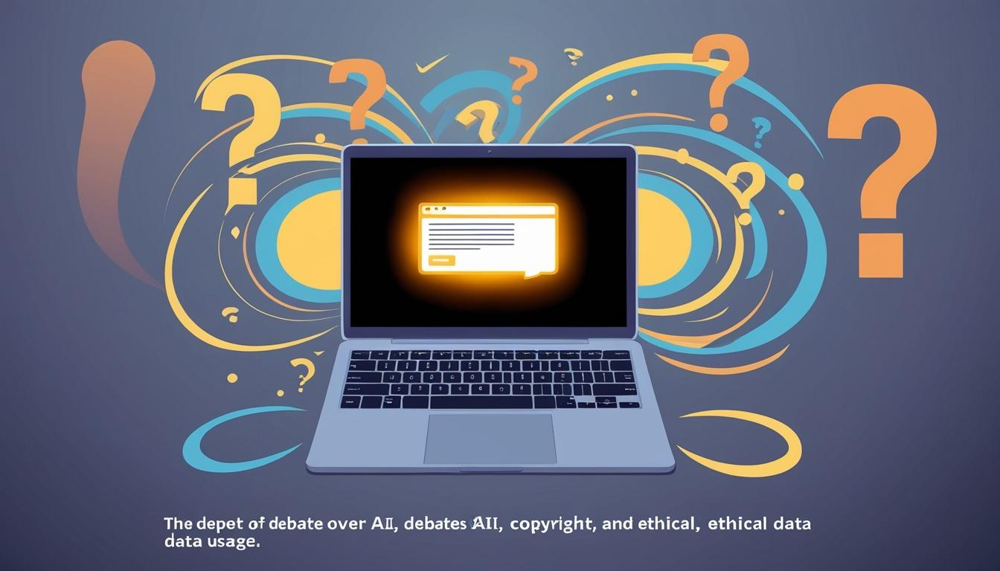 The depet of debate over AI, debates AII, copyright, and ethical, ethical data
data usage.